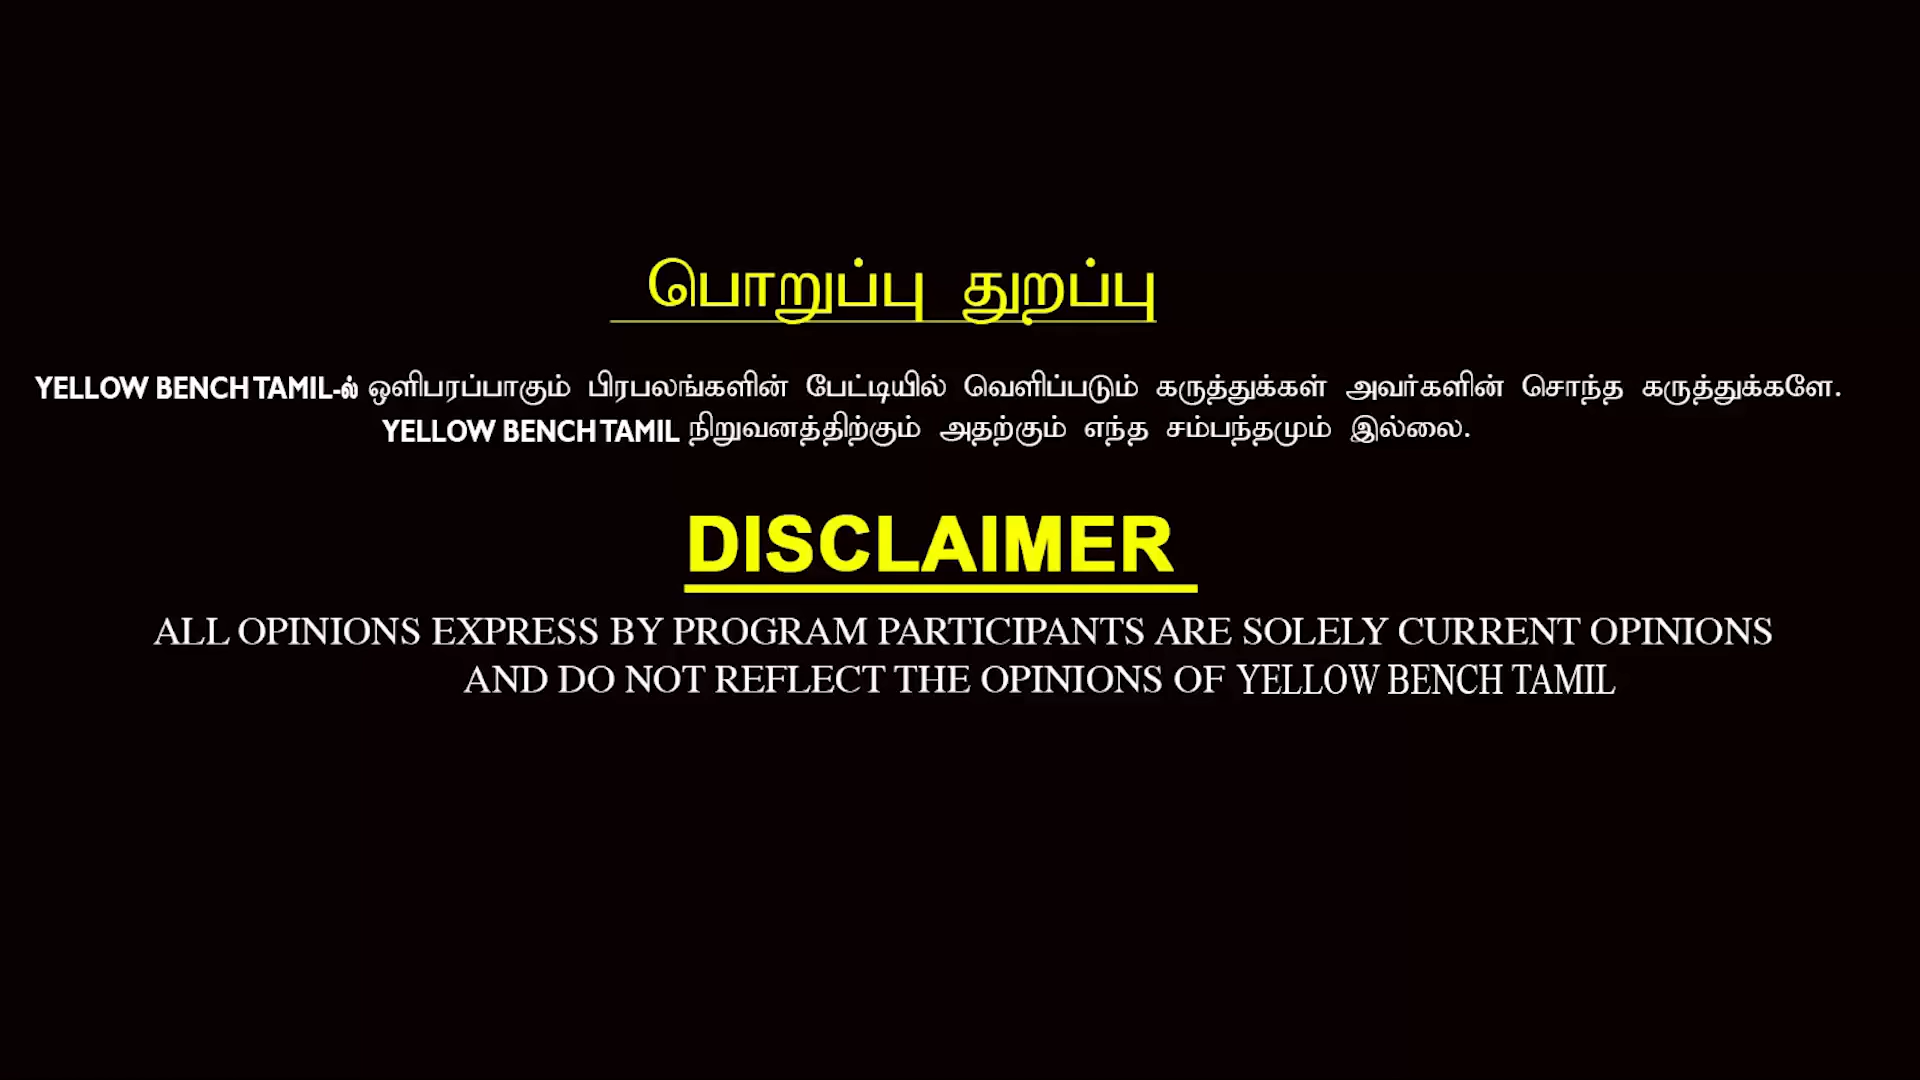 பொறுப்பு துறப்பு
YELLOW BENCH TAMIL-ல் ஒளிபரப்பாகும் பிரபலங்களின் பேட்டியில் வெளிப்படும் கருத்துக்கள் அவர்களின் சொந்த கருத்துக்களே.
YELLOW BENCH TAMIL நிறுவனத்திற்கும் அதற்கும் எந்த சம்பந்தமும் இல்லை.
DISCLAIMER
ALL OPINIONS EXPRESS BY PROGRAM PARTICIPANTS ARE SOLELY CURRENT OPINIONS
AND DO NOT REFLECT THE OPINIONS OF YELLOW BENCH TAMIL